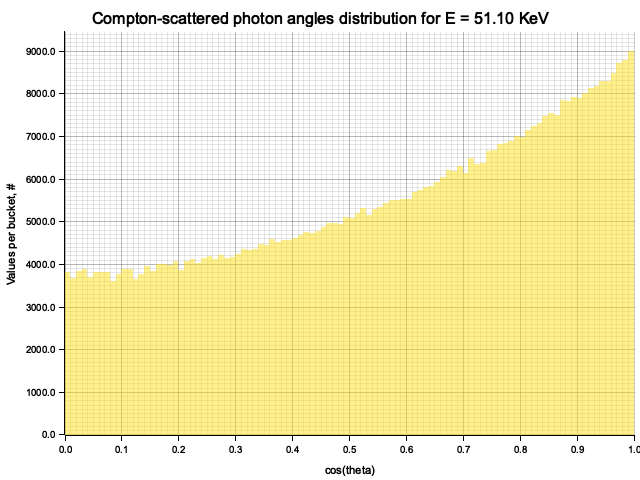 Compton-scattered photon angles distribution for E = 51.10 KeV
Values per bucket, #
9000.0
8000.0
7000.0
6000.0
5000.0
4000.0
3000.0
2000.0
1000.0
0.0
0.0 0.1 0.2 0.3 0.4 0.5 0.6 0.7 0.8 0.9 1.0
cos(theta)